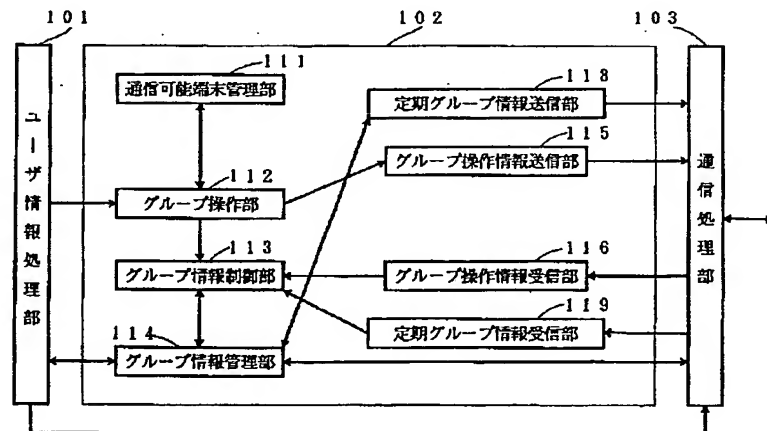 101
102
103
111
通信可能端末管理部
118
定期グループ情報送信部
115
グループ操作情報送信部
112
グループ操作部
113
グループ情報制御部
116
グループ操作情報受信部
119
定期グループ情報受信部
114
グループ情報管理部
ユーザ情報処理部
通信処理部